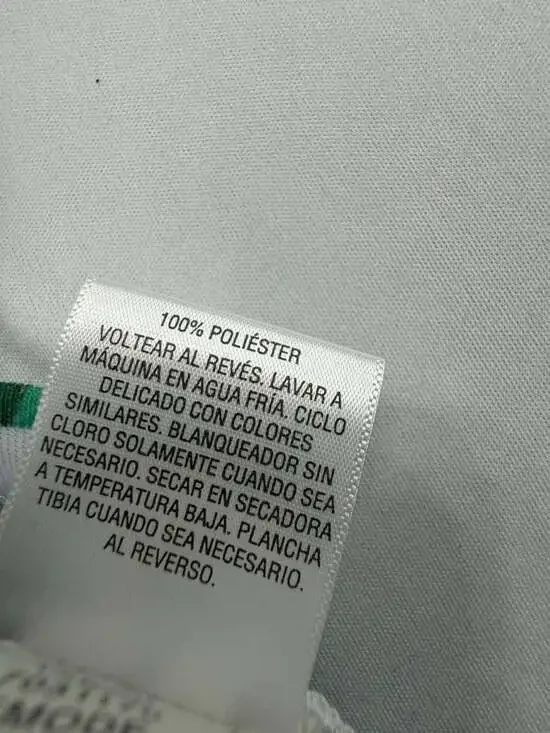 100% POLIÉSTER
VOLTEAR AL REVÉS. LAVAR A
MÁQUINA EN AGUA FRÍA. CICLO
DELICADO CON COLORES
SIMILARES. BLANQUEADOR SIN
CLORO SOLAMENTE CUANDO SEA
NECESARIO. SECAR EN SECADORA
A TEMPERATURA BAJA. PLANCHA
TIBIA CUANDO SEA NECESARIO.
AL REVERSO.